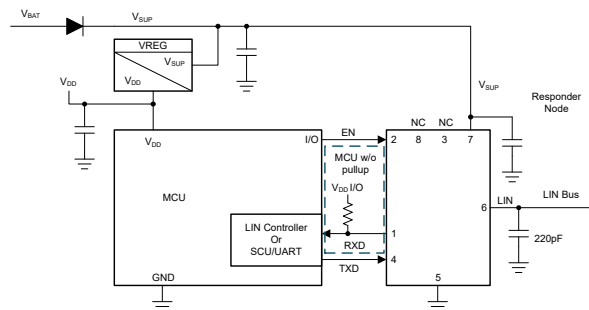 VBAT
VSUP
VREG
VSUP
VDD
VDD
VSUP
Responder
Node
VDD
I/O
EN
2
NC
8
NC
3
7
MCU w/o
pullup
VDD I/O
MCU
LIN Controller
Or
SCU/UART
RXD
1
TXD
4
6
LIN
LIN Bus
220pF
GND
5